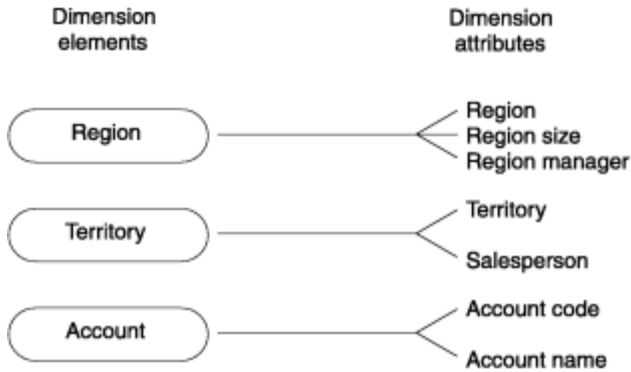 Dimension
elements
Dimension
attributes
Region
Region
Region size
Region manager
Territory
Territory
Salesperson
Account
Account code
Account name